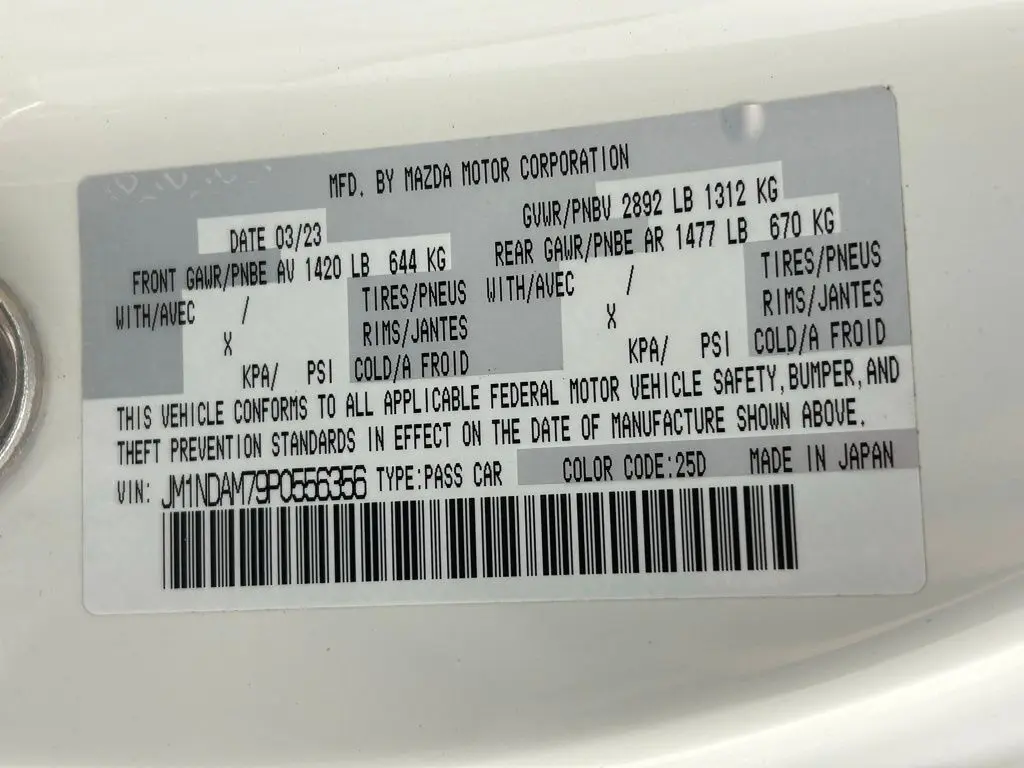 MFD. BY MAZDA MOTOR CORPORATION
DATE 03/23 GVWR/PNBV 2892 LB 1312 KG
FRONT GAWR/PNBE AV 1420 LB 644 KG REAR GAWR/PNBE AR 1477 LB 670 KG
WITH/AVEC / TIRES/PNEUS WITH/AVEC / TIRES/PNEUS
X RIMS/JANTES X RIMS/JANTES
KPA/ PSI COLD/A FROID KPA/ PSI COLD/A FROID
THIS VEHICLE CONFORMS TO ALL APPLICABLE FEDERAL MOTOR VEHICLE SAFETY, BUMPER, AND
THEFT PREVENTION STANDARDS IN EFFECT ON THE DATE OF MANUFACTURE SHOWN ABOVE.
VIN: JM1NDAM79P0556356 TYPE:PASS CAR COLOR CODE:25D MADE IN JAPAN